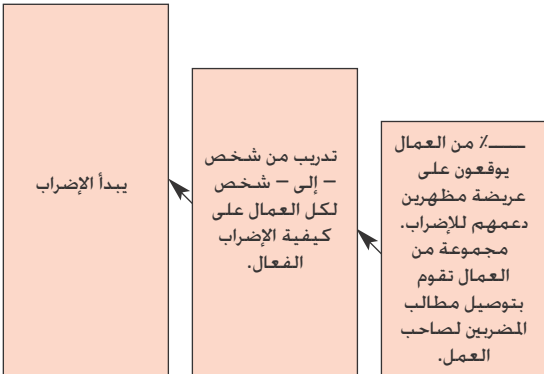 ــــ٪ من العمال
يوقعون على
عريضة مظهرين
دعمهم للإضراب.
مجموعة من
العمال تقوم
بتوصيل مطالب
المضربين لصاحب
العمل.
تدريب من شخص
– إلى – شخص
لكل العمال على
كيفية الإضراب
الفعال.
يبدأ الإضراب